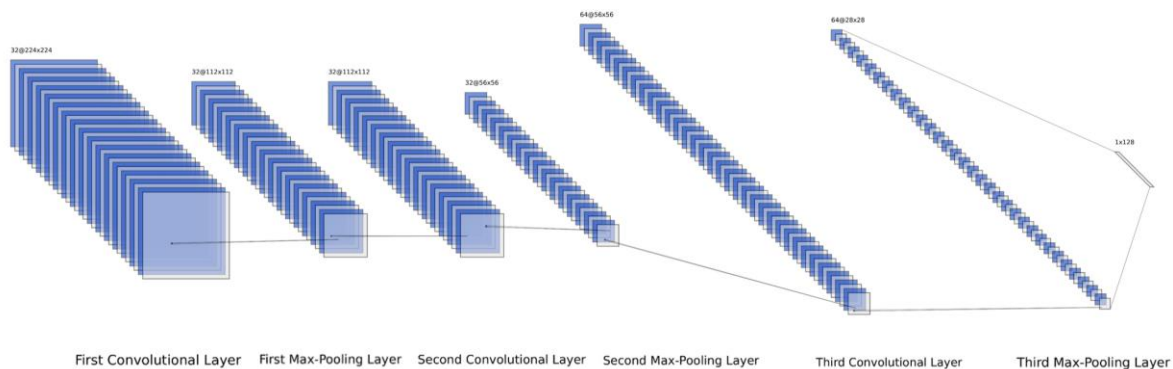 32@224x224
32@112x112
32@112x112
32@56x56
64@56x56
64@28x28
1x128
First Convolutional Layer
First Max-Pooling Layer
Second Convolutional Layer
Second Max-Pooling Layer
Third Convolutional Layer
Third Max-Pooling Layer